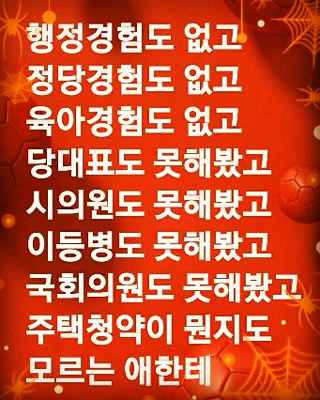 행정경험도 없고
정당경험도 없고
육아경험도 없고
당대표도 못해봤고
시의원도 못해봤고
이등병도 못해봤고
국회의원도 못해봤고
주택청약이 뭔지도
모르는 애한테